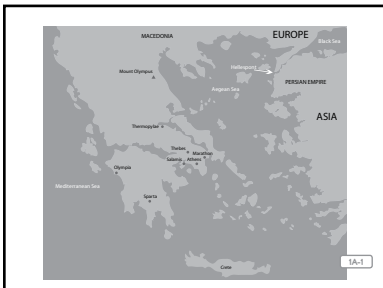 EUROPE
MACEDONIA
Black Sea
Hellespont
Mount Olympus
PERSIAN EMPIRE
Aegean Sea
ASIA
Thermopylae
Thebes
Marathon
Salamis
Athens
Olympia
Mediterranean Sea
Sparta
Crete
1A-1